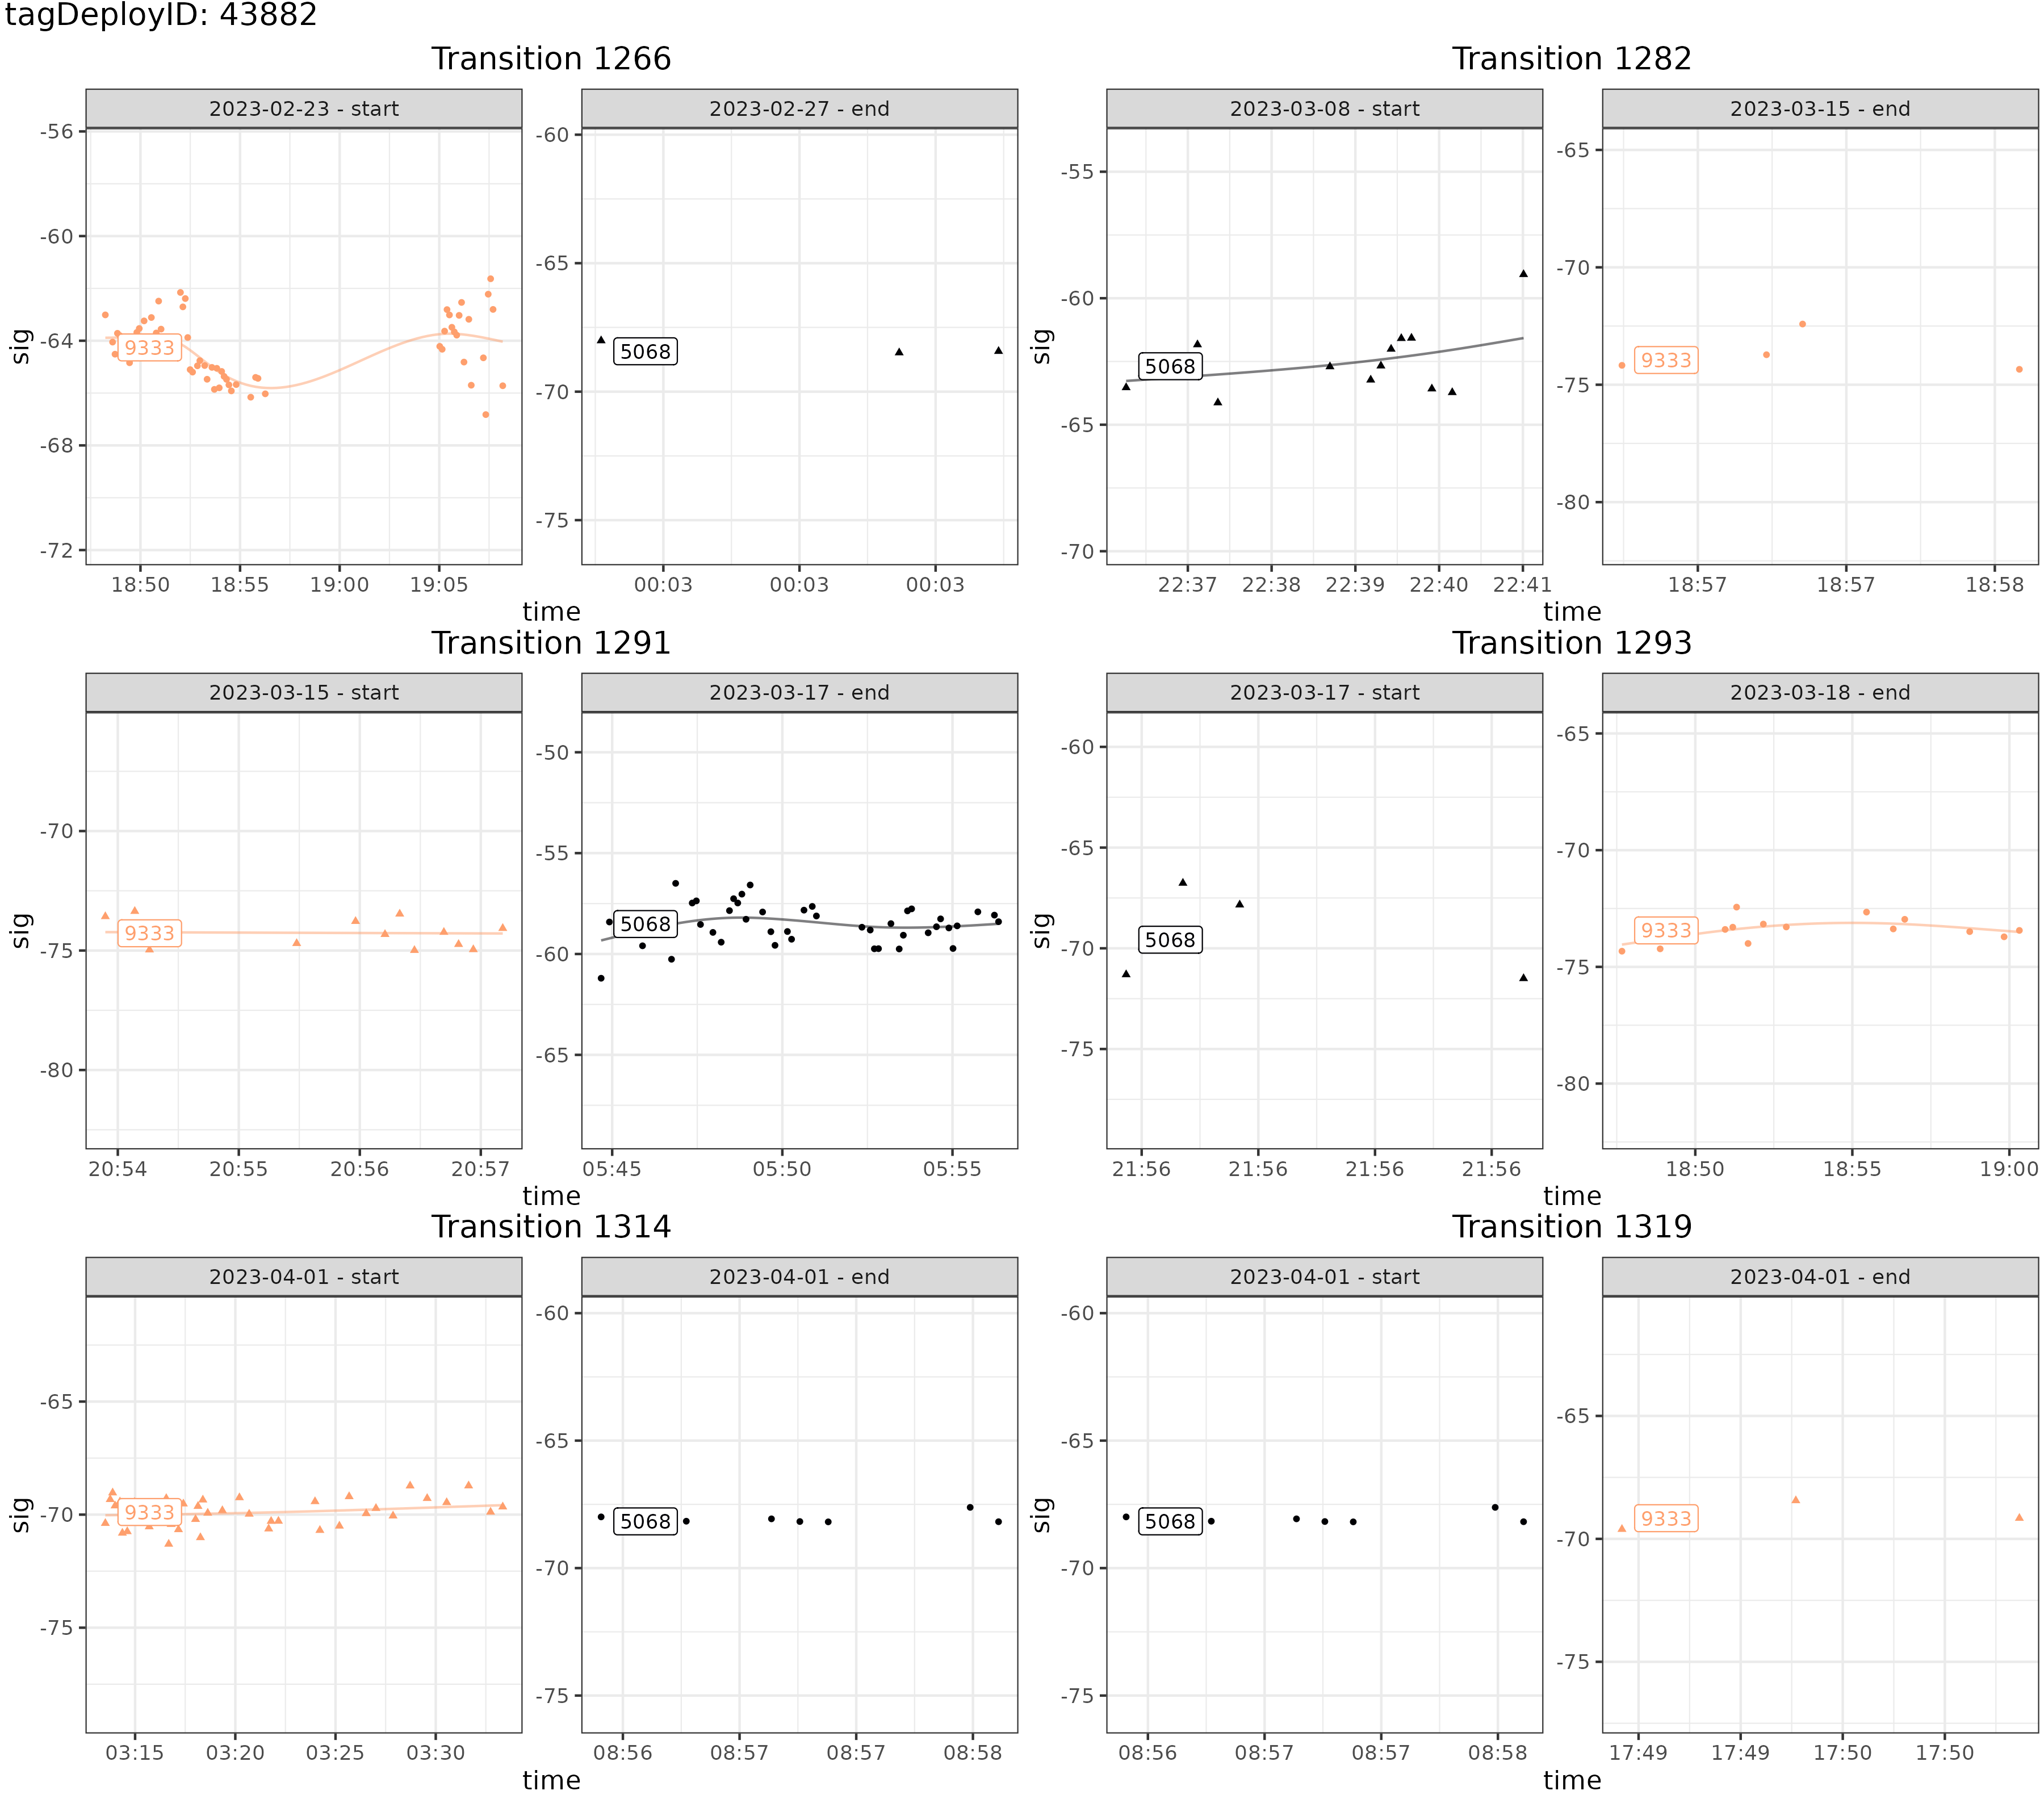 tagDeployID: 43882
Transition 1266
2023-02-23 - start
2023-02-27 - end
-56
-60
-64
-68
-72
sig
9333
18:50 18:55 19:00 19:05
-60
-65
-70
-75
5068
00:03 00:03 00:03
time
Transition 1282
2023-03-08 - start
2023-03-15 - end
-55
-60
-65
-70
sig
5068
22:37 22:38 22:39 22:40 22:41
-65
-70
-75
-80
9333
18:57 18:57 18:58
time
Transition 1291
2023-03-15 - start
2023-03-17 - end
-70
-75
-80
sig
9333
20:54 20:55 20:56 20:57
-50
-55
-60
-65
5068
05:45 05:50 05:55
time
Transition 1293
2023-03-17 - start
2023-03-18 - end
-60
-65
-70
-75
sig
5068
21:56 21:56 21:56 21:56
-65
-70
-75
-80
9333
18:50 18:55 19:00
time
Transition 1314
2023-04-01 - start
2023-04-01 - end
-65
-70
-75
sig
9333
03:15 03:20 03:25 03:30
-60
-65
-70
-75
5068
08:56 08:57 08:57 08:58
time
Transition 1319
2023-04-01 - start
2023-04-01 - end
-60
-65
-70
-75
sig
5068
08:56 08:57 08:57 08:58
-65
-70
-75
9333
17:49 17:49 17:50 17:50
time